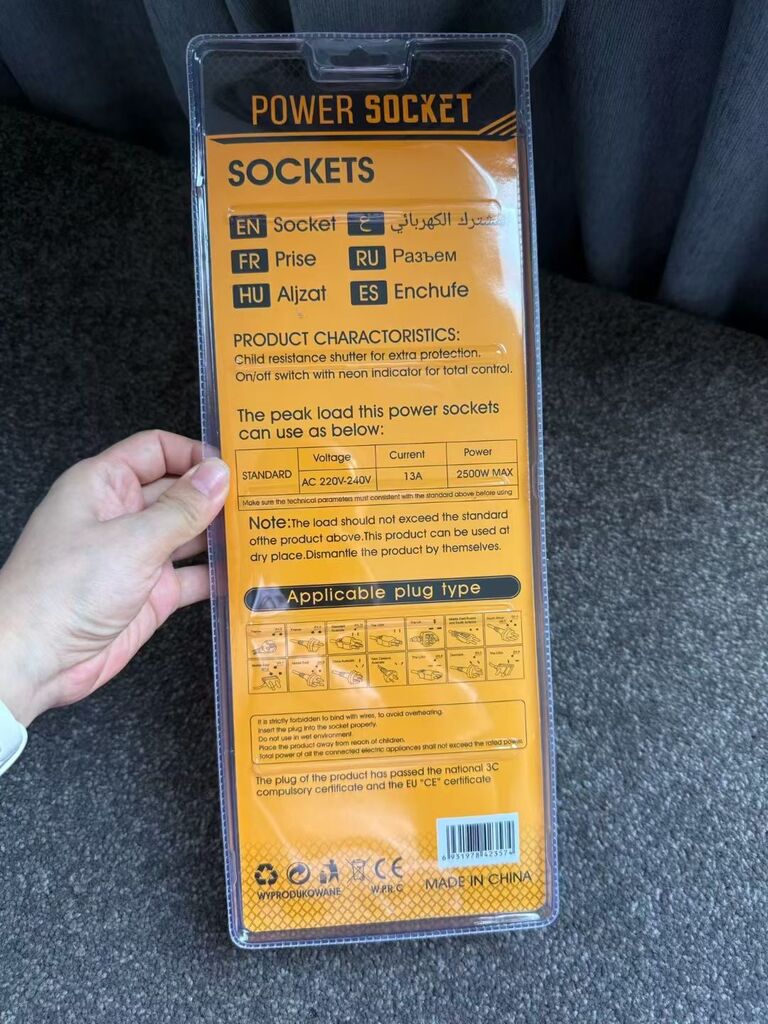 POWER SOCKET
SOCKETS
EN Socket ع مشترك الكهربائي
FR Prise RU Разъем
HU Aljzat ES Enchufe
PRODUCT CHARACTORISTICS:
Child resistance shutter for extra protection.
On/off switch with neon indicator for total control.
The peak load this power sockets
can use as below:
STANDARD Voltage Current Power
AC 220V-240V 13A 2500W MAX
Make sure the technical parameters must consistent with the standard above before using
Note:The load should not exceed the standard
ofthe product above.This product can be used at
dry place.Dismantle the product by themselves.
Applicable plug type
It is strictly forbidden to bind with wires, to avoid overheating.
Insert the plug into the socket properly.
Do not use in wet environment.
Place the product away from reach of children.
Total power of all the connected electric appliances shall not exceed the rated power.
The plug of the product has passed the national 3C
compulsory certificate and the EU "CE" certificate
6 931978 423574
CE
WYPRODUKOWANE W.P.R.C MADE IN CHINA